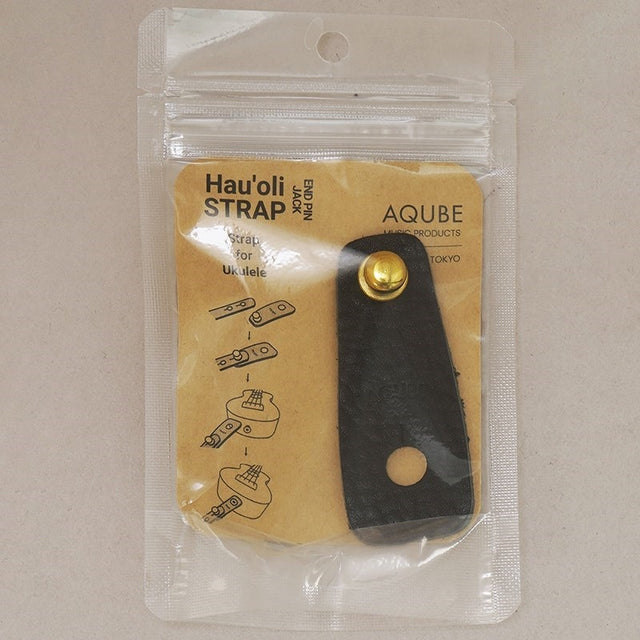 Hau'oli
STRAP
END PIN
JACK
Strap
for
Ukulele
AQUBE
MUSIC PRODUCTS
TOKYO